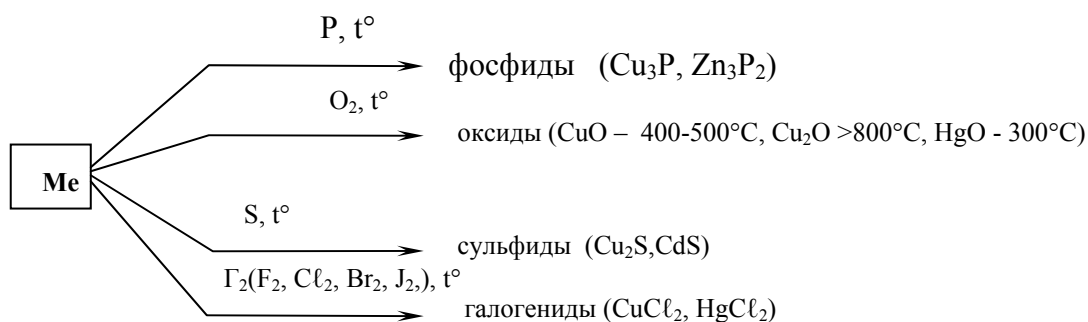 P, t°
фосфиды (Cu₃P, Zn₃P₂)
O₂, t°
оксиды (CuO – 400-500°C, Cu₂O >800°C, HgO - 300°C)
Me
S, t°
сульфиды (Cu₂S,CdS)
Г₂(F₂, Cℓ₂, Br₂, J₂,), t°
галогениды (CuCℓ₂, HgCℓ₂)